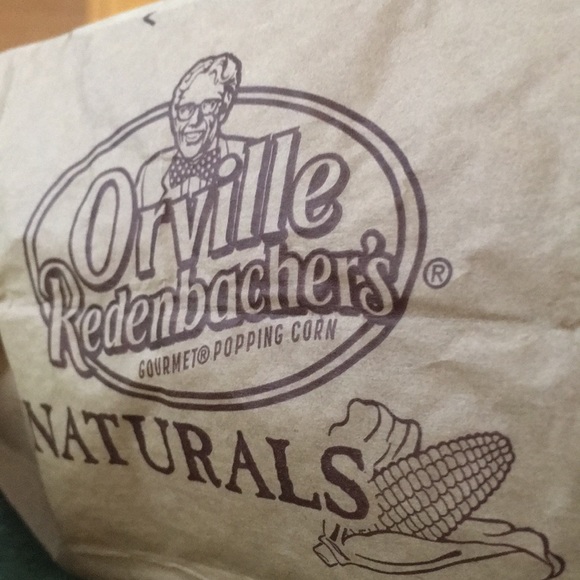 Orville
Redenbacher's®
GOURMET® POPPING CORN
NATURALS